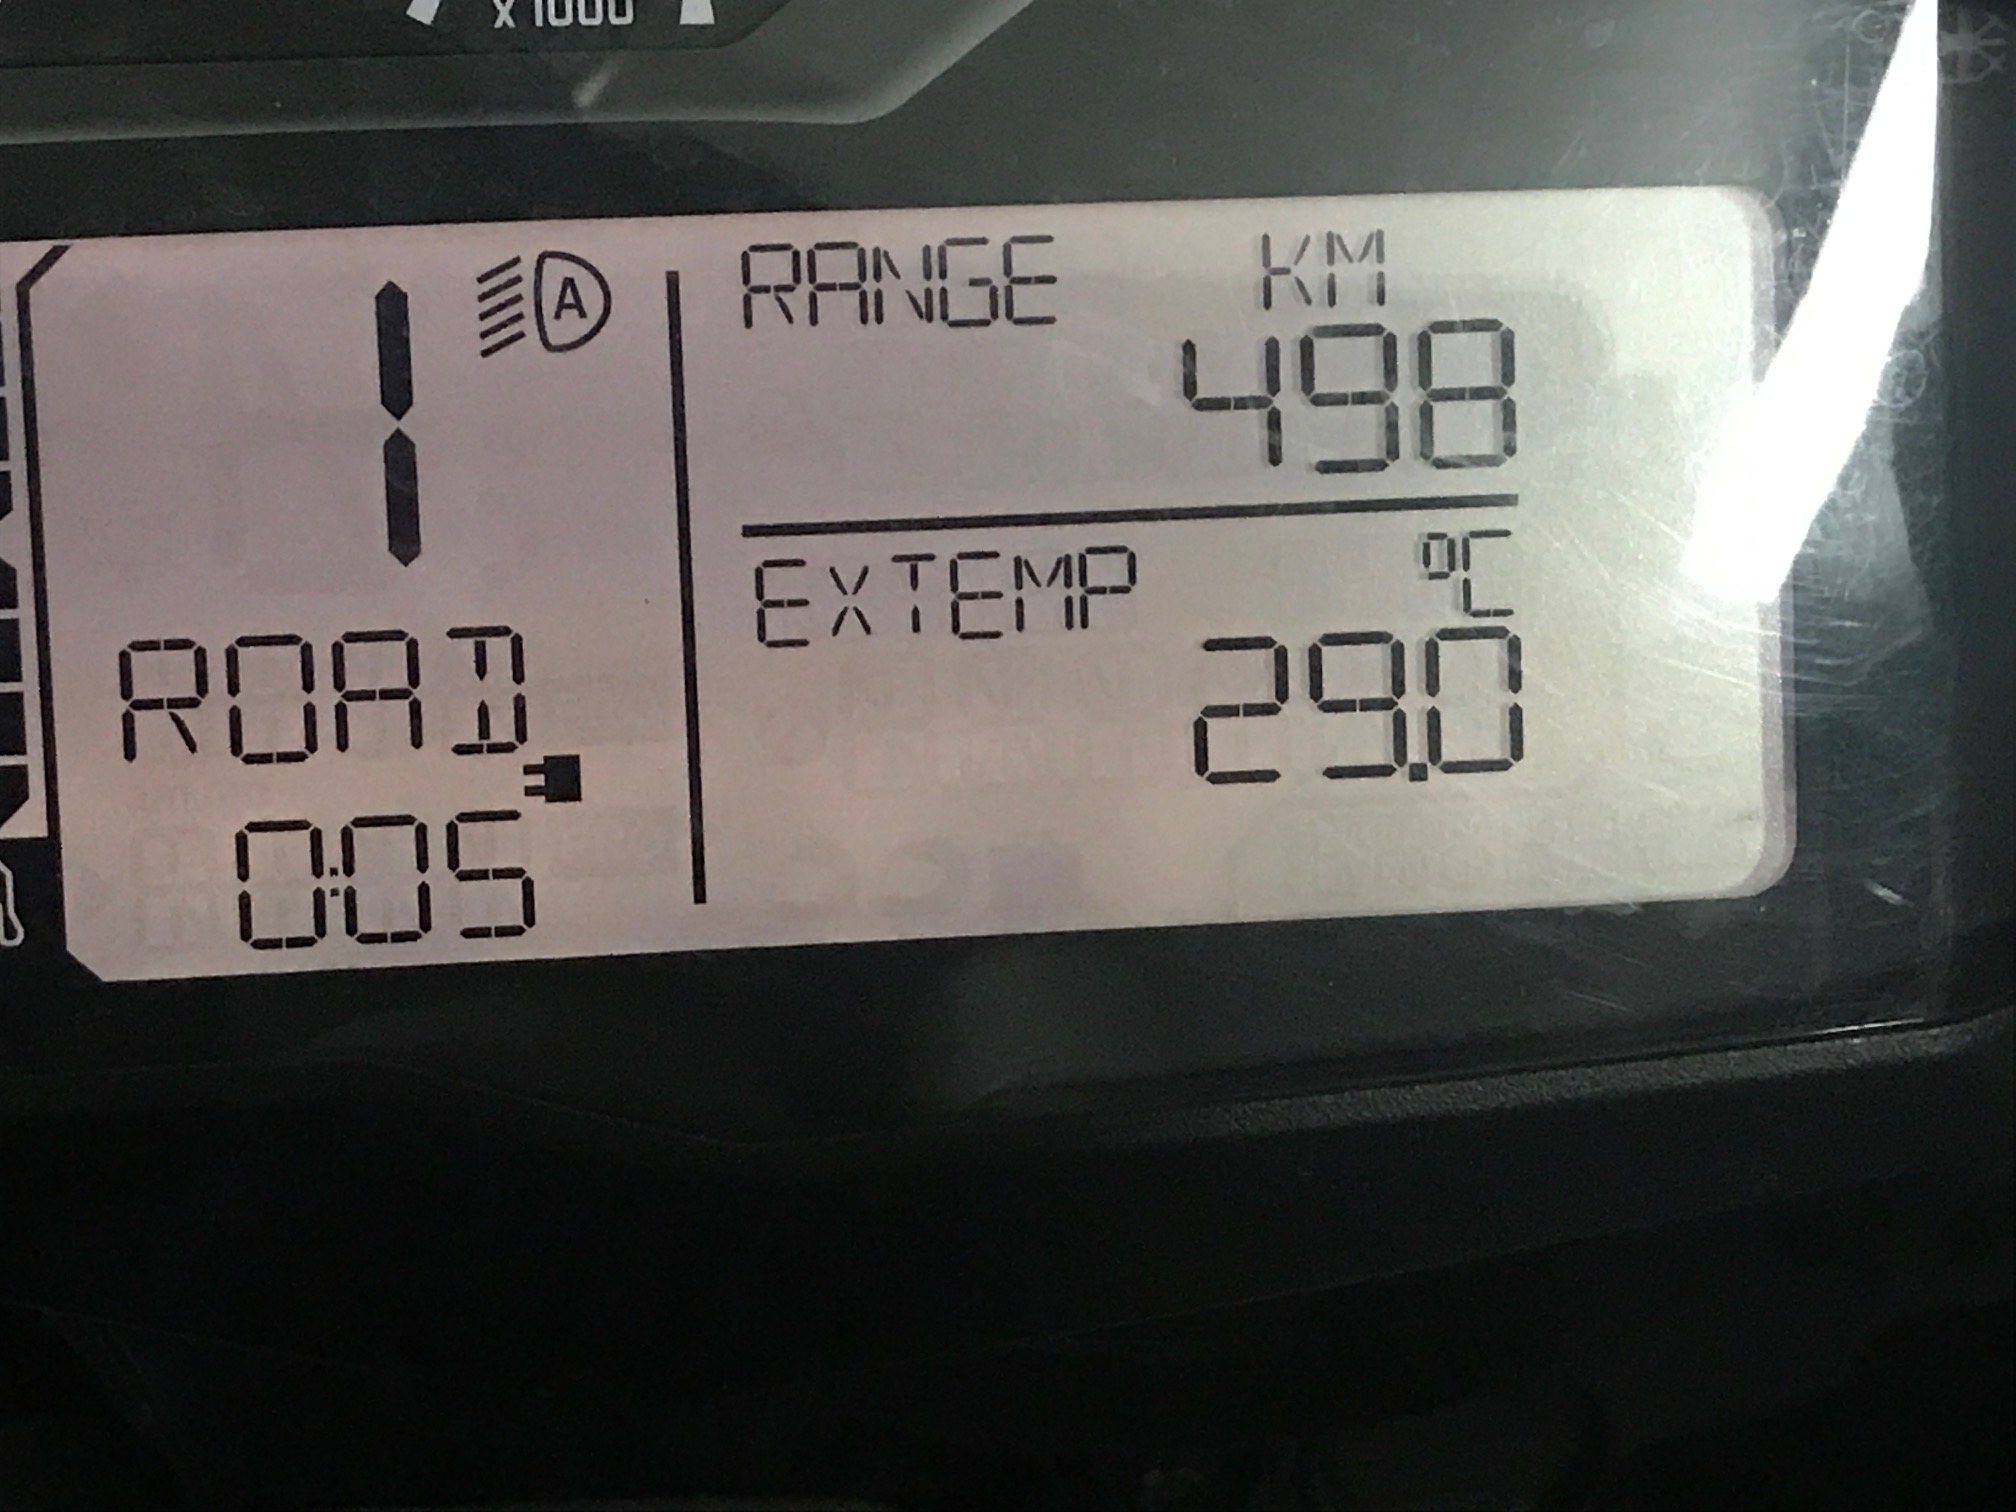 x 1000
1
A
RANGE KM
498
EXTEMP °C
29.0
ROAD
0:05